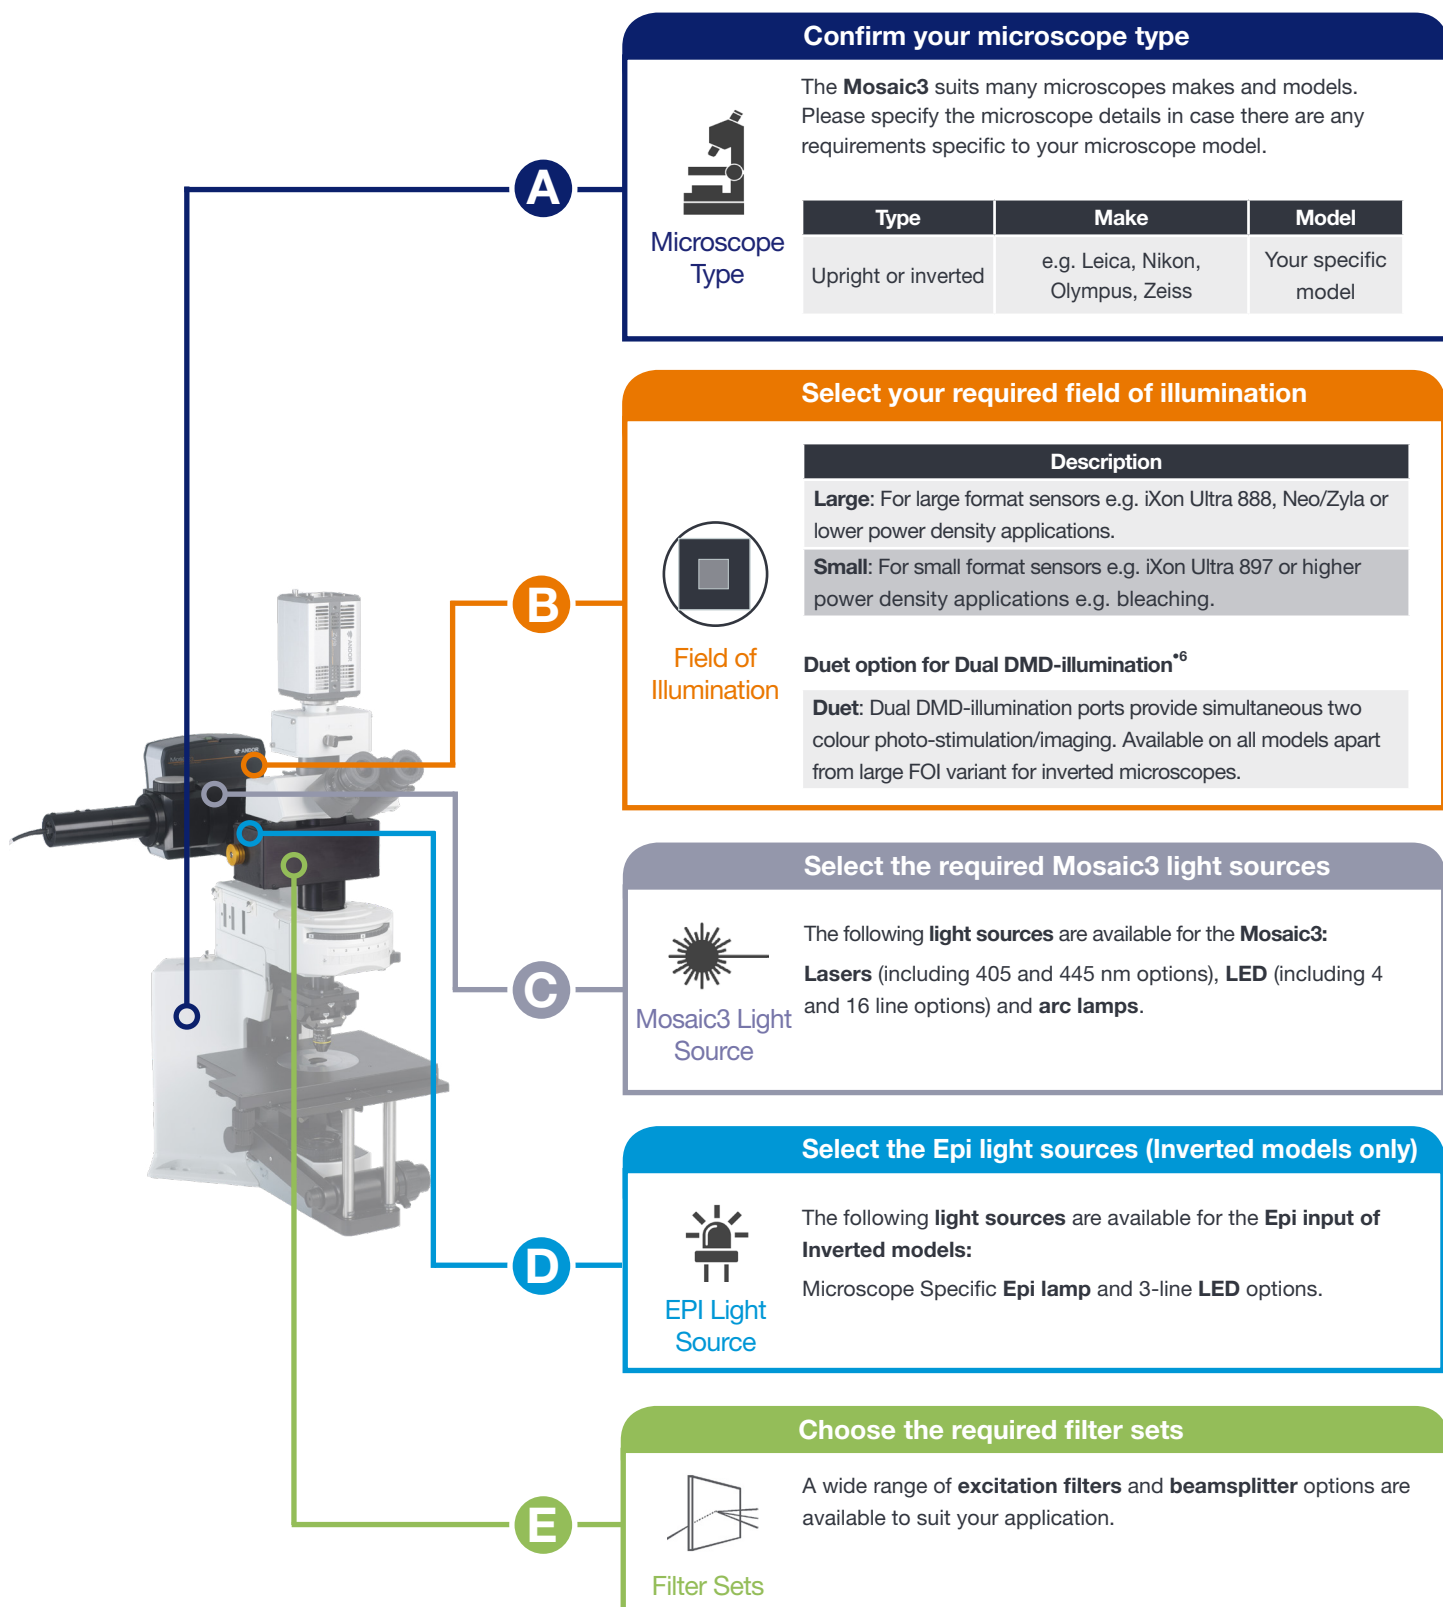 Confirm your microscope type
The Mosaic3 suits many microscopes makes and models.
Please specify the microscope details in case there are any
requirements specific to your microscope model.
A
Microscope
Type
Type Make Model
Upright or inverted
e.g. Leica, Nikon,
Olympus, Zeiss
Your specific
model
Select your required field of illumination
Description
Large: For large format sensors e.g. iXon Ultra 888, Neo/Zyla or
lower power density applications.
Small: For small format sensors e.g. iXon Ultra 897 or higher
power density applications e.g. bleaching.
B
Field of
Illumination
Duet option for Dual DMD-illumination•6
Duet: Dual DMD-illumination ports provide simultaneous two
colour photo-stimulation/imaging. Available on all models apart
from large FOI variant for inverted microscopes.
ANDOR
ANDOR
Select the required Mosaic3 light sources
The following light sources are available for the Mosaic3:
Lasers (including 405 and 445 nm options), LED (including 4
and 16 line options) and arc lamps.
C
Mosaic3 Light
Source
Select the Epi light sources (Inverted models only)
The following light sources are available for the Epi input of
Inverted models:
Microscope Specific Epi lamp and 3-line LED options.
D
EPI Light
Source
Choose the required filter sets
A wide range of excitation filters and beamsplitter options are
available to suit your application.
E
Filter Sets